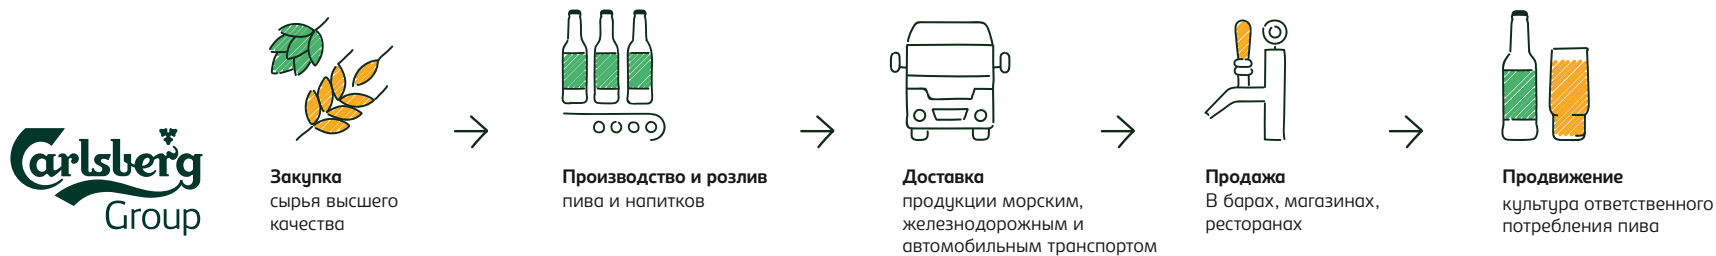 Carlsberg
Group
Закупка
сырья высшего
качества
Производство и розлив
пива и напитков
Доставка
продукции морским,
железнодорожным и
автомобильным транспортом
Продажа
В барах, магазинах,
ресторанах
Продвижение
культура ответственного
потребления пива